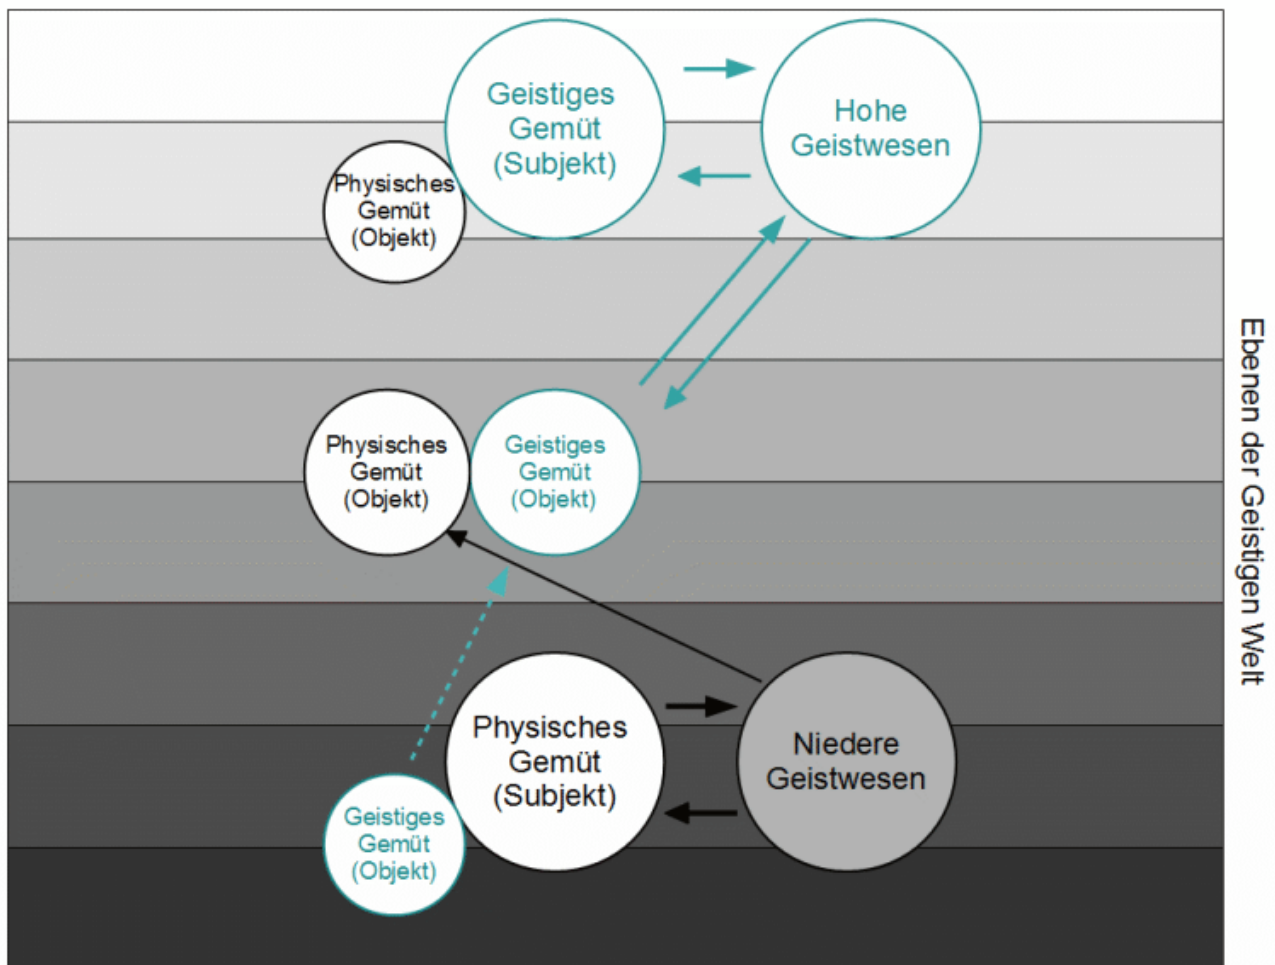 Geistiges
Gemüt
(Subjekt)
Hohe
Geistwesen
Physisches
Gemüt
(Objekt)
Physisches
Gemüt
(Objekt)
Geistiges
Gemüt
(Objekt)
Physisches
Gemüt
(Subjekt)
Niedere
Geistwesen
Geistiges
Gemüt
(Objekt)
Ebenen der Geistigen Welt